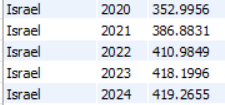 Israel 2020 352.9956
Israel 2021 386.8831
Israel 2022 410.9849
Israel 2023 418.1996
Israel 2024 419.2655